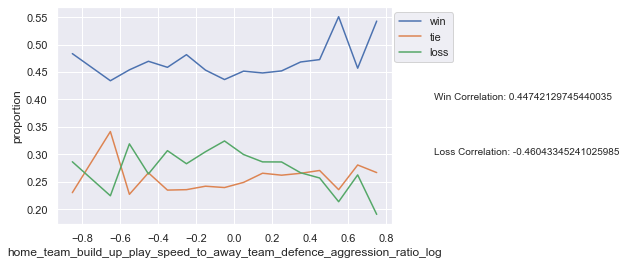 0.55
0.50
0.45
0.40
0.35
0.30
0.25
0.20
proportion
−0.8 −0.6 −0.4 −0.2 0.0 0.2 0.4 0.6 0.8
home_team_build_up_play_speed_to_away_team_defence_aggression_ratio_log
win
tie
loss
Win Correlation: 0.44742129745440035
Loss Correlation: -0.46043345241025985